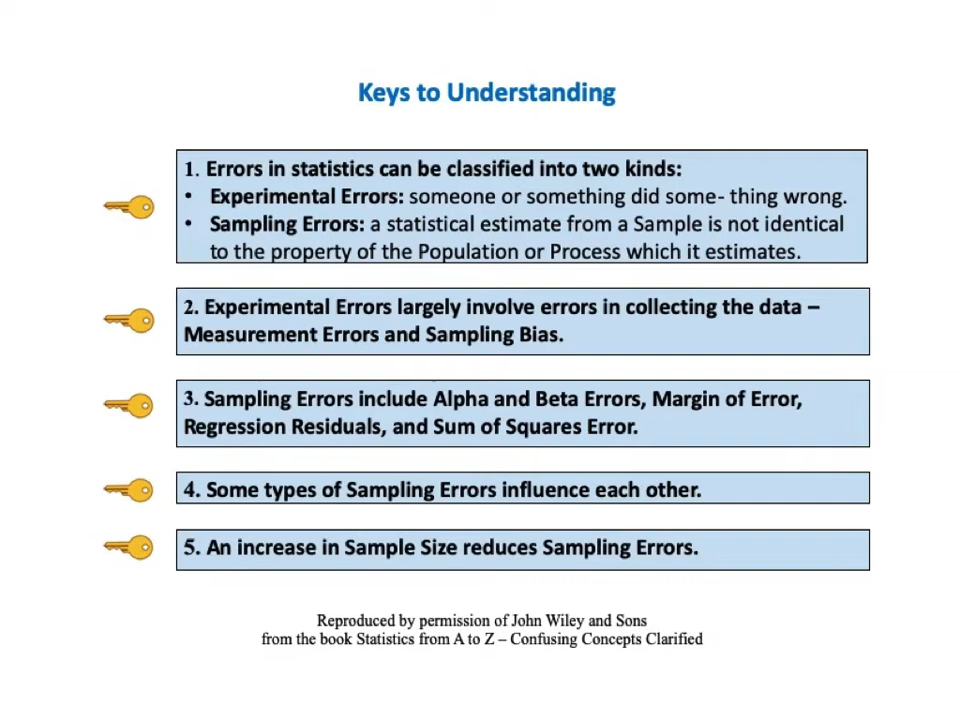 Keys to Understanding
1. Errors in statistics can be classified into two kinds:
• Experimental Errors: someone or something did some- thing wrong.
• Sampling Errors: a statistical estimate from a Sample is not identical
to the property of the Population or Process which it estimates.
2. Experimental Errors largely involve errors in collecting the data –
Measurement Errors and Sampling Bias.
3. Sampling Errors include Alpha and Beta Errors, Margin of Error,
Regression Residuals, and Sum of Squares Error.
4. Some types of Sampling Errors influence each other.
5. An increase in Sample Size reduces Sampling Errors.
Reproduced by permission of John Wiley and Sons
from the book Statistics from A to Z – Confusing Concepts Clarified